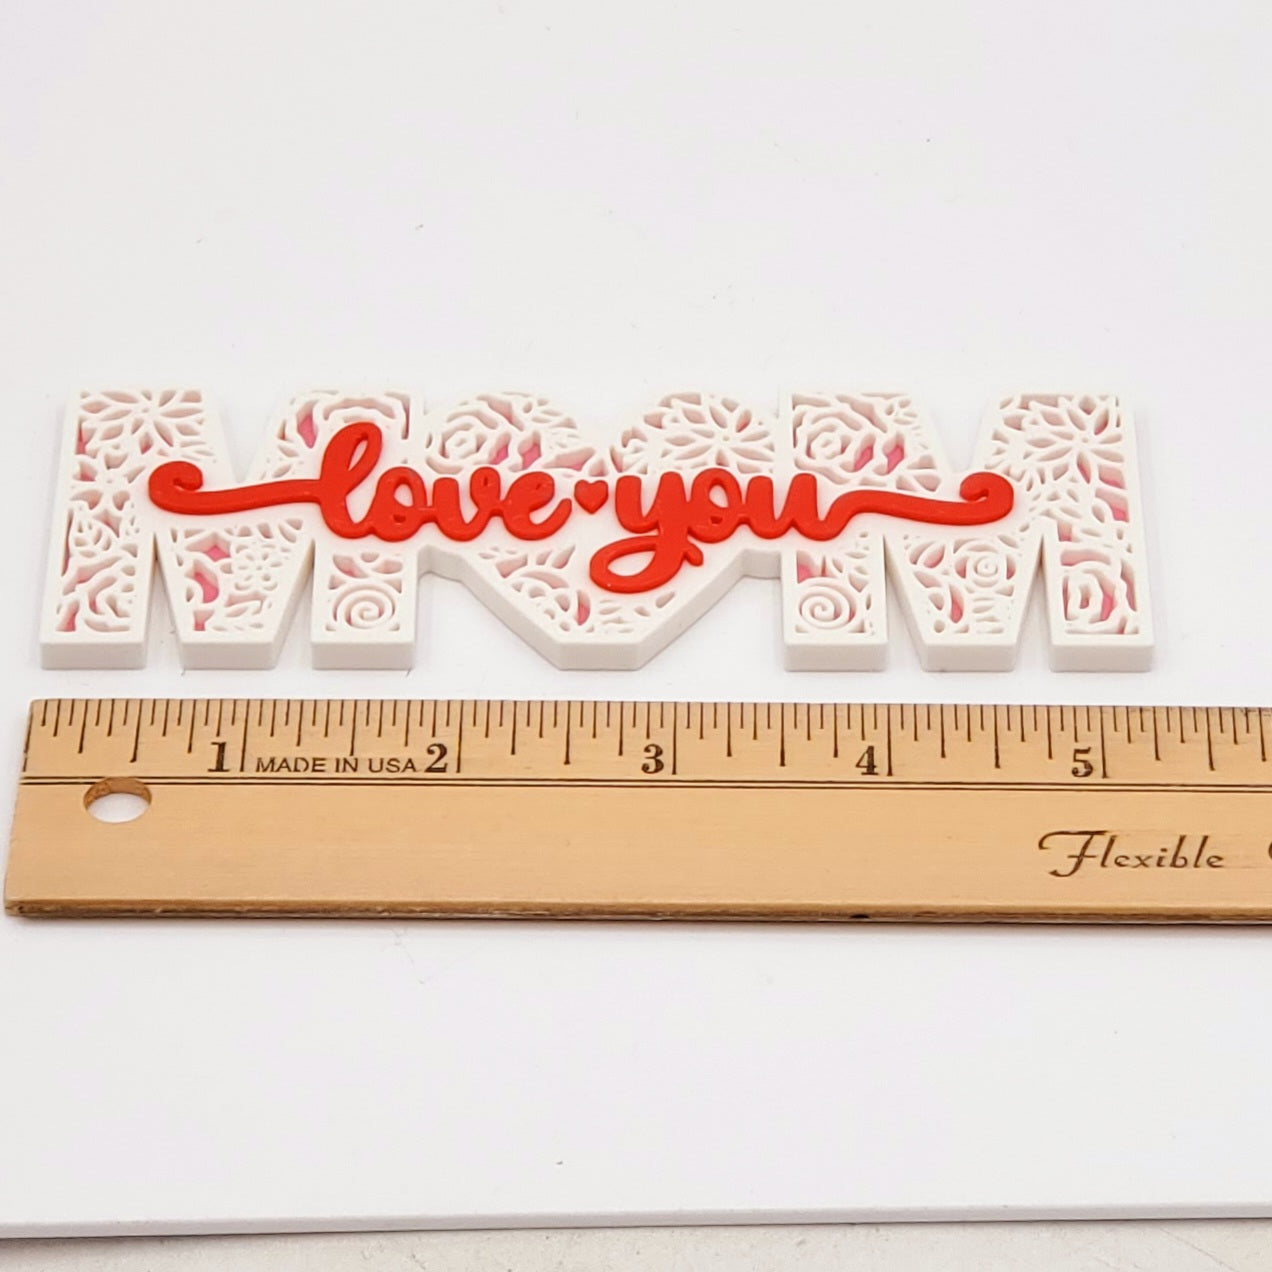 MOM
love you
1 MADE IN USA 2 3 4 5
Flexible